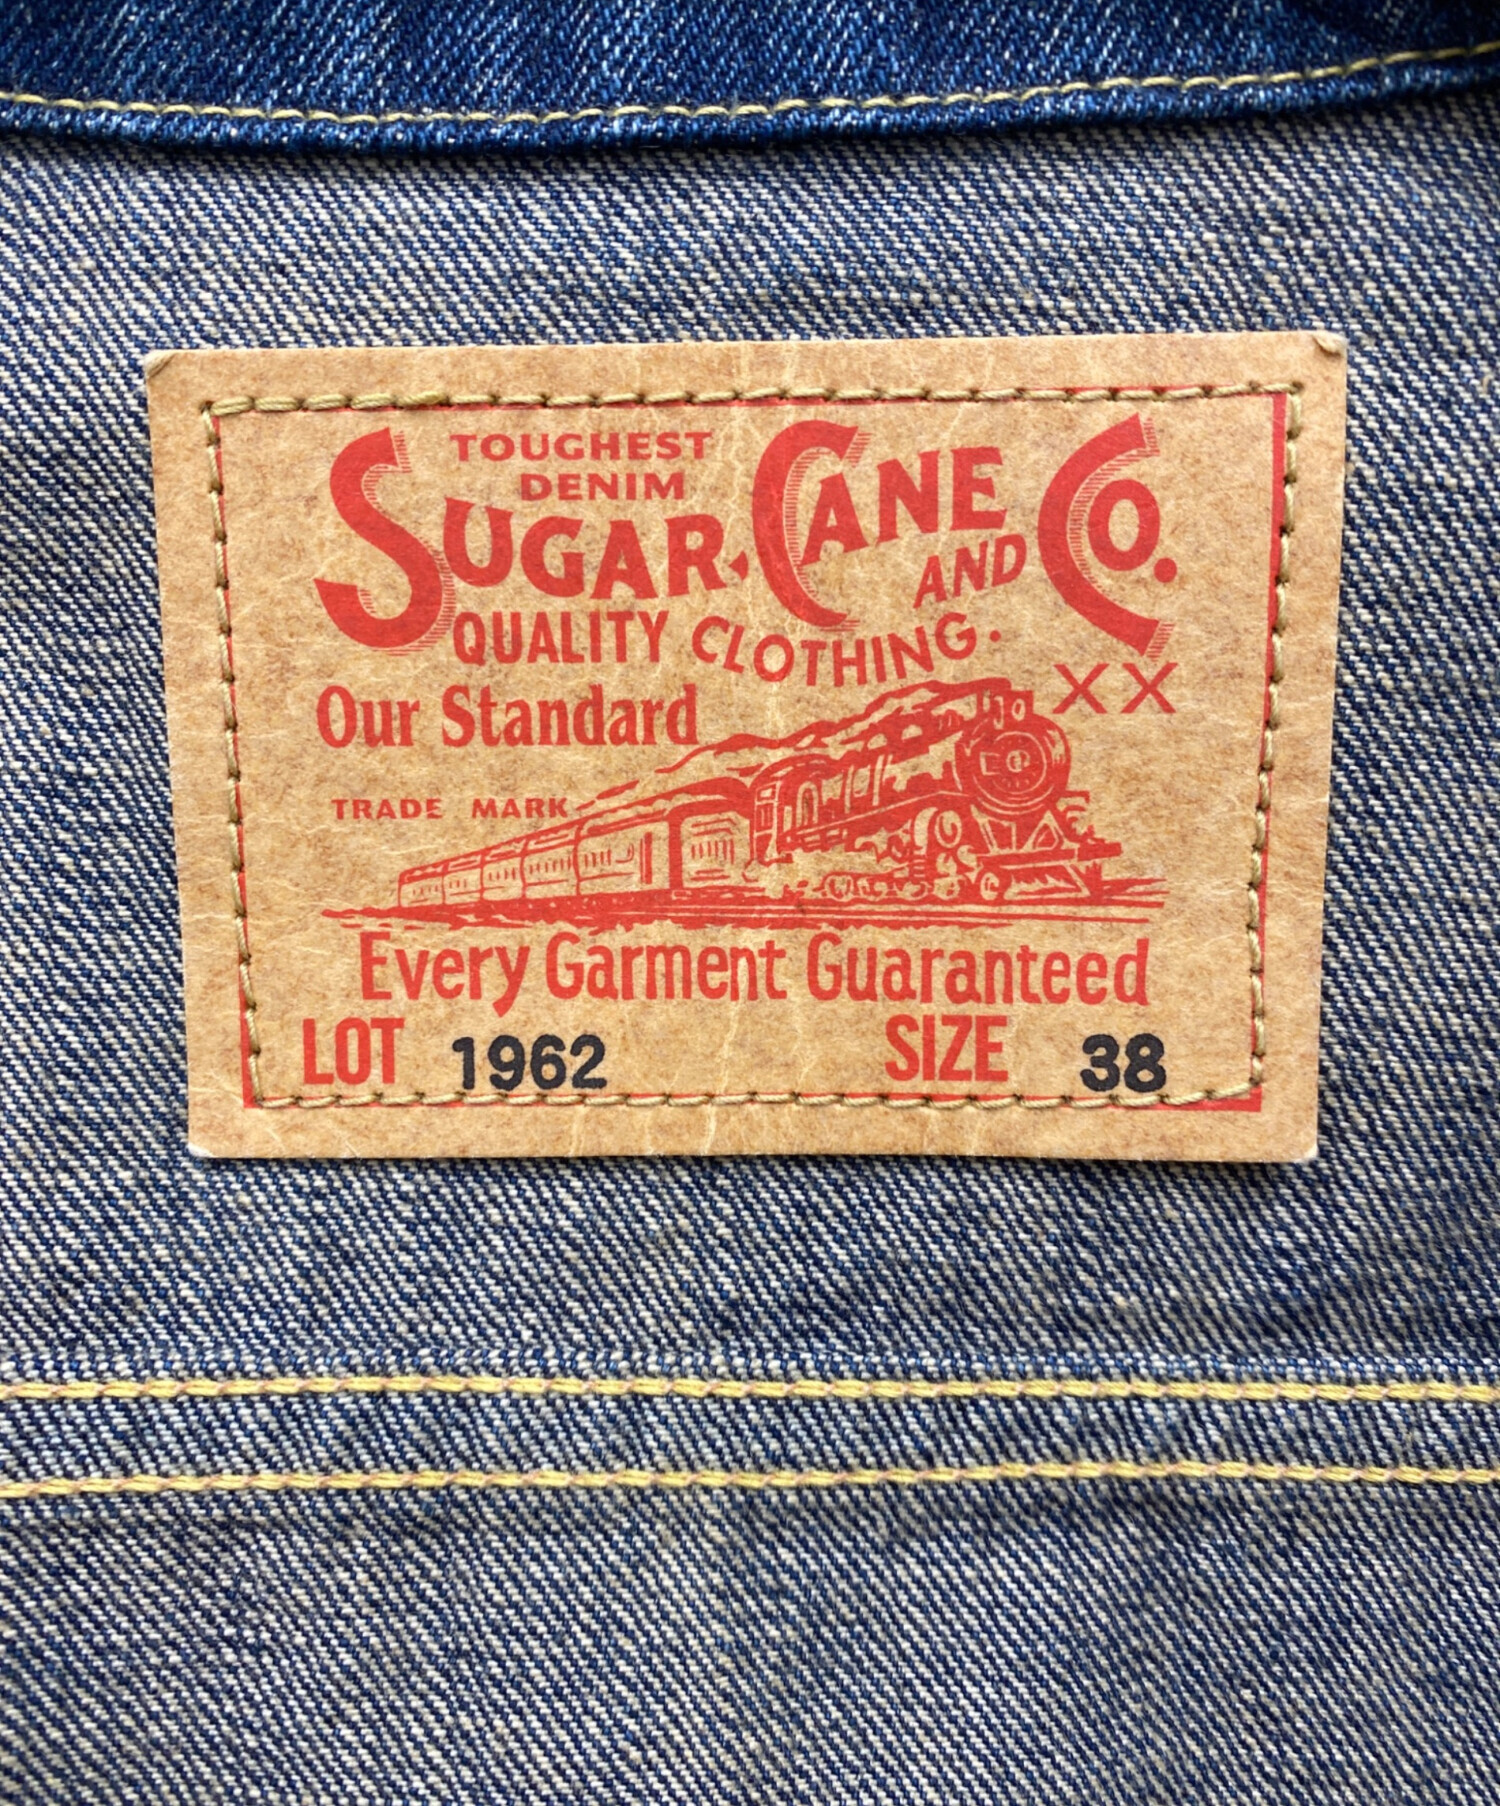 TOUGHEST
DENIM
SUGAR CANE AND CO.
QUALITY CLOTHING.
XX
Our Standard
TRADE MARK
Every Garment Guaranteed
LOT 1962 SIZE 38